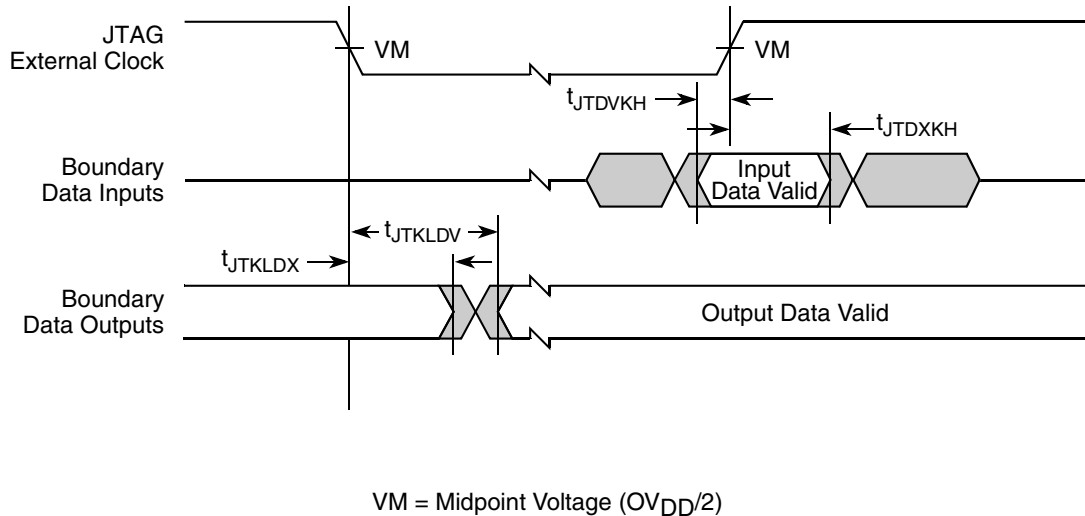 JTAG
External Clock
VM
VM
tJTDVKH
tJTDXKH
Boundary
Data Inputs
Input
Data Valid
tJTKLDV
tJTKLDX
Boundary
Data Outputs
Output Data Valid
VM = Midpoint Voltage (OVDD/2)